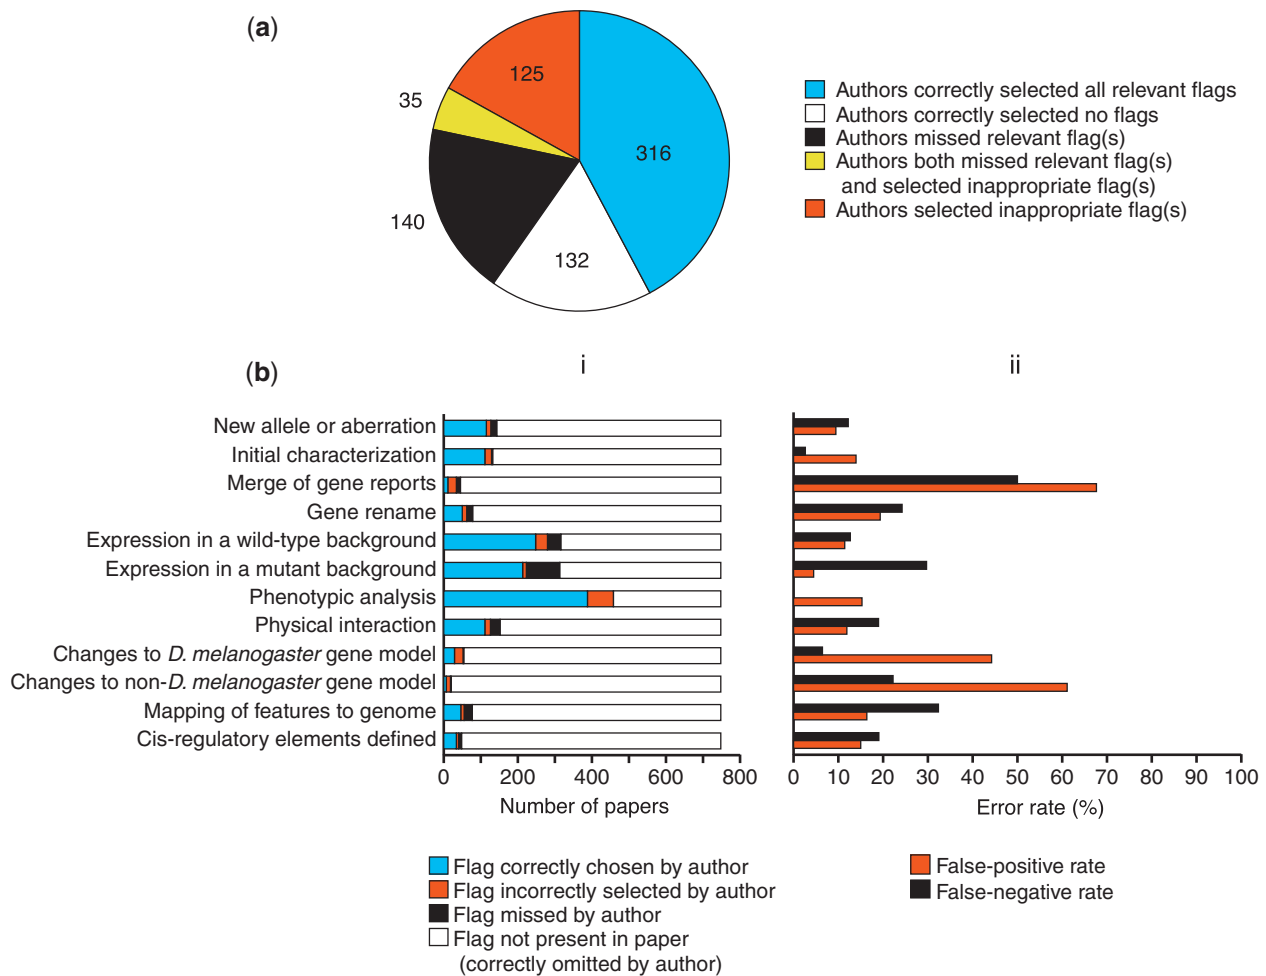 (a)
125
35
316
140
132
Authors correctly selected all relevant flags
Authors correctly selected no flags
Authors missed relevant flag(s)
Authors both missed relevant flag(s)
and selected inappropriate flag(s)
Authors selected inappropriate flag(s)
(b)
i
ii
New allele or aberration
Initial characterization
Merge of gene reports
Gene rename
Expression in a wild-type background
Expression in a mutant background
Phenotypic analysis
Physical interaction
Changes to D. melanogaster gene model
Changes to non-D. melanogaster gene model
Mapping of features to genome
Cis-regulatory elements defined
0 200 400 600 800
Number of papers
0 10 20 30 40 50 60 70 80 90 100
Error rate (%)
Flag correctly chosen by author
Flag incorrectly selected by author
Flag missed by author
Flag not present in paper
(correctly omitted by author)
False-positive rate
False-negative rate